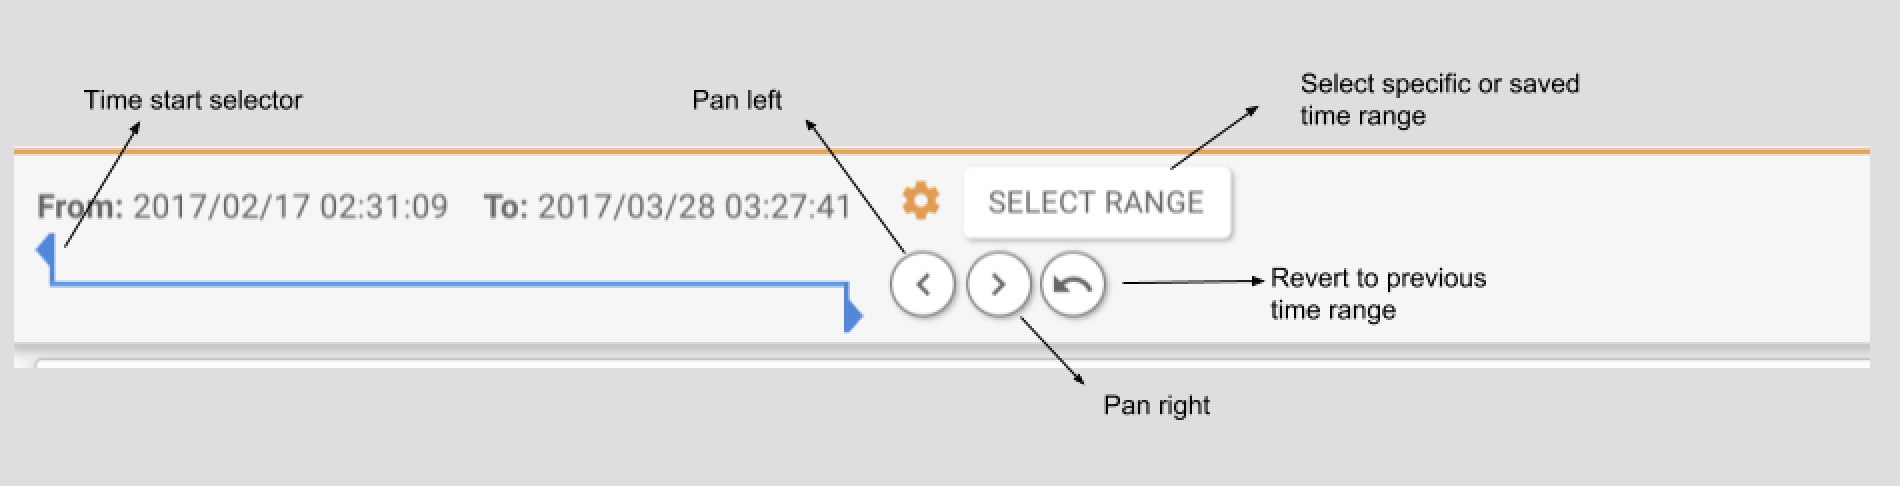 Time start selector
Pan left
Select specific or saved
time range
From: 2017/02/17 02:31:09 To: 2017/03/28 03:27:41
SELECT RANGE
Revert to previous
time range
Pan right